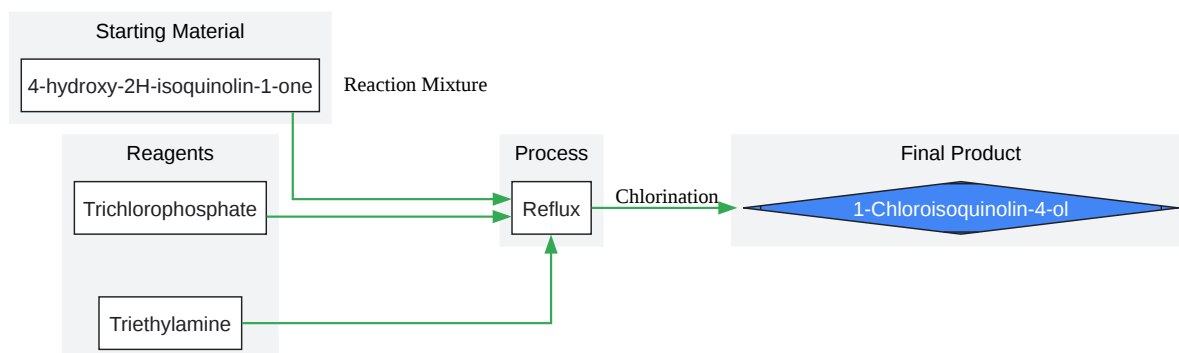 Starting Material
4-hydroxy-2H-isoquinolin-1-one
Reaction Mixture
Reagents
Trichlorophosphate
Triethylamine
Process
Reflux
Chlorination
Final Product
1-Chloroisoquinolin-4-ol